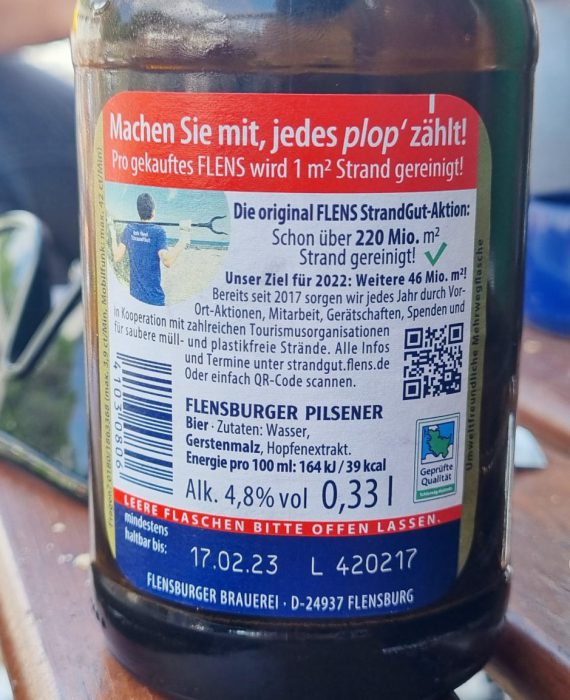 Machen Sie mit, jedes plop' zählt!
Pro gekauftes FLENS wird 1 m² Strand gereinigt!
Die original FLENS StrandGut-Aktion:
Schon über 220 Mio. m²
Strand gereinigt!
Unser Ziel für 2022: Weitere 46 Mio. m²!
Bereits seit 2017 sorgen wir jedes Jahr durch Vor-
Ort-Aktionen, Mitarbeit, Gerätschaften, Spenden und
in Kooperation mit zahlreichen Tourismusorganisationen
für saubere müll- und plastikfreie Strände. Alle Infos
und Termine unter strandgut.flens.de
Oder einfach QR-Code scannen.
41030806
FLENSBURGER PILSENER
Bier · Zutaten: Wasser,
Gerstenmalz, Hopfenextrakt.
Energie pro 100 ml: 164 kJ / 39 kcal
Alk. 4,8% vol 0,33 l
Geprüfte
Qualität
Umweltfreundliche Mehrwegflasche
LEERE FLASCHEN BITTE OFFEN LASSEN.
mindestens
haltbar bis:
17.02.23 L 420217
FLENSBURGER BRAUEREI · D-24937 FLENSBURG